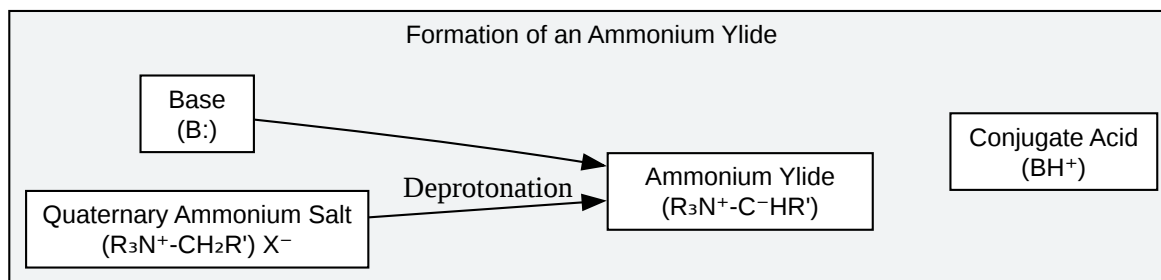 Formation of an Ammonium Ylide
Base
(B:)
Quaternary Ammonium Salt
(R₃N⁺-CH₂R') X⁻
Deprotonation
Ammonium Ylide
(R₃N⁺-C⁻HR')
Conjugate Acid
(BH⁺)